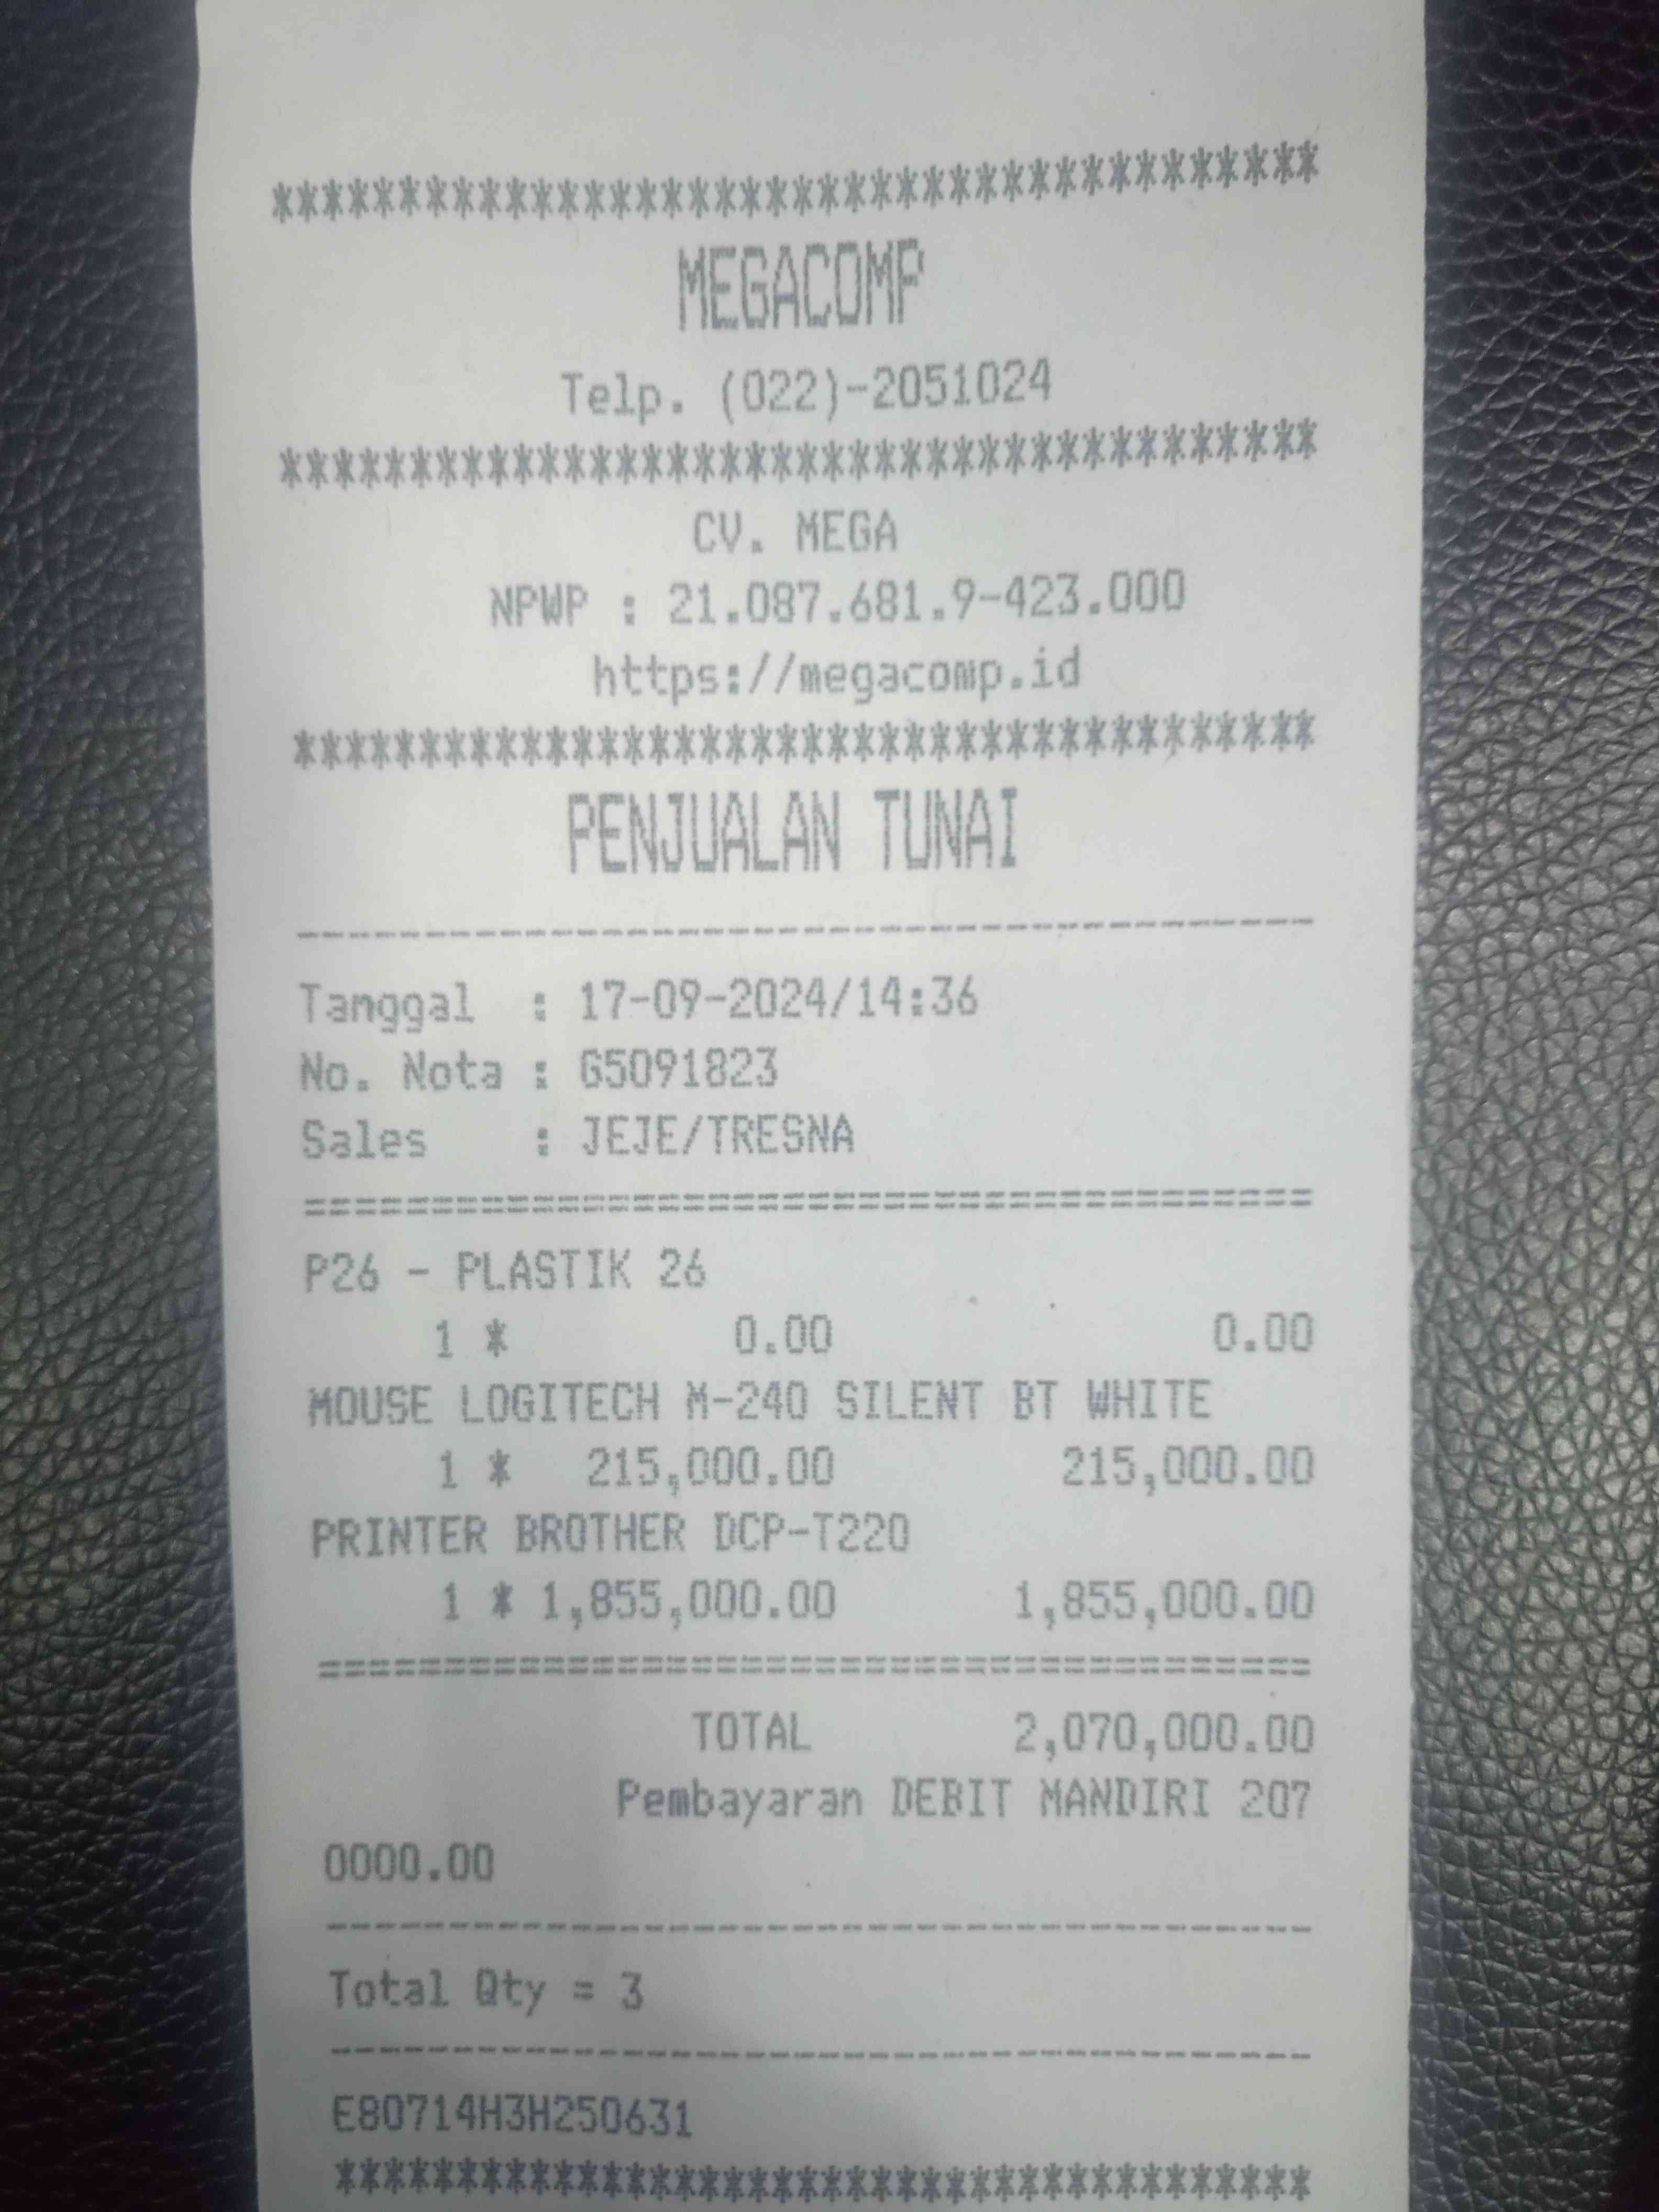 ****************************************
MEGACOMP
Telp. (022)-2051024
****************************************
CV. MEGA
NPWP : 21.087.681.9-423.000
https://megacomp.id
****************************************
PENJUALAN TUNAI
----------------------------------------
Tanggal : 17-09-2024/14:36
No. Nota : G5091823
Sales : JEJE/TRESNA
========================================
P26 - PLASTIK 26
1 * 0.00 0.00
MOUSE LOGITECH M-240 SILENT BT WHITE
1 * 215,000.00 215,000.00
PRINTER BROTHER DCP-T220
1 * 1,855,000.00 1,855,000.00
========================================
TOTAL 2,070,000.00
Pembayaran DEBIT MANDIRI 207
0000.00
----------------------------------------
Total Qty = 3
----------------------------------------
E80714H3H250631
****************************************